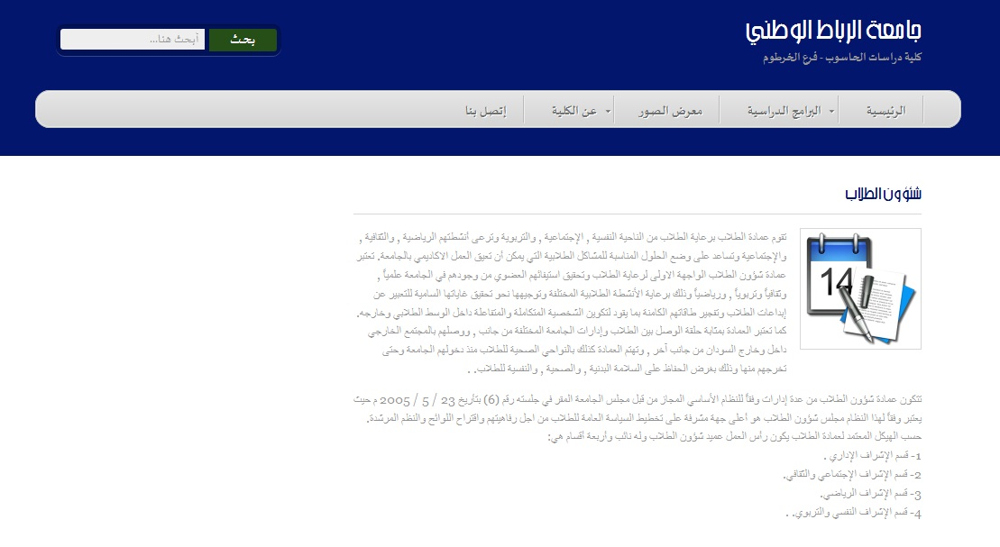 جامعة الرباط الوطني
كلية دراسات الحاسوب - فرع الخرطوم
بحث
أبحث هنا...
الرئيسية
البرامج الدراسية
معرض الصور
عن الكلية
إتصل بنا
شئؤون الطلاب
14
تقوم عمادة الطلاب برعاية الطلاب من الناحية النفسية , الإجتماعية , والتربوية وترعى أنشطتهم الرياضية , والثقافية ,
والإجتماعية وتساعد على وضع الحلول المناسبة للمشاكل الطلابية التي يمكن أن تعيق العمل الاكاديمي بالجامعة. تعتبر
عمادة شؤون الطلاب الواجهة الاولى لرعاية الطلاب وتحقيق استيفائهم العضوي من وجودهم في الجامعة علمياً ,
وثقافياً وتربوياً , ورياضياً وذلك برعاية الأنشطة الطلابية المختلفة وتوجيهها نحو تحقيق غاياتها السامية للتعبير عن
إبداعات الطلاب وتفجير طاقاتهم الكامنة بما يقود لتكوين الشخصية المتكاملة والمتفاعلة داخل الوسط الطلابي وخارجه.
كما تعتبر العمادة بمثابة حلقة الوصل بين الطلاب وإدارات الجامعة المختلفة من جانب , ووصلهم بالمجتمع الخارجي
داخل وخارج السودان من جانب آخر , وتهتم العمادة كذلك بالنواحي الصحية للطلاب منذ دخولهم الجامعة وحتى
تخرجهم منها وذلك بغرض الحفاظ على السلامة البدنية , والصحية , والنفسية للطلاب. .
تتكون عمادة شؤون الطلاب من عدة إدارات وفقاً للنظام الأساسي المجاز من قبل مجلس الجامعة المقر في جلسته رقم (6) بتأريخ 23 / 5 / 2005 م حيث
يعتبر وفقاً لهذا النظام مجلس شؤون الطلاب هو أعلى جهة مشرفة على تخطيط السياسة العامة للطلاب من اجل رفاهيتهم واقتراح اللوائح والنظم المرشدة.
حسب الهيكل المعتمد لعمادة الطلاب يكون رأس العمل عميد شؤون الطلاب وله نائب وأربعة أقسام هي:
1- قسم الإشراف الإداري .
2- قسم الإشراف الإجتماعي والثقافي.
3- قسم الإشراف الرياضي.
4- قسم الإشراف النفسي والتربوي. .